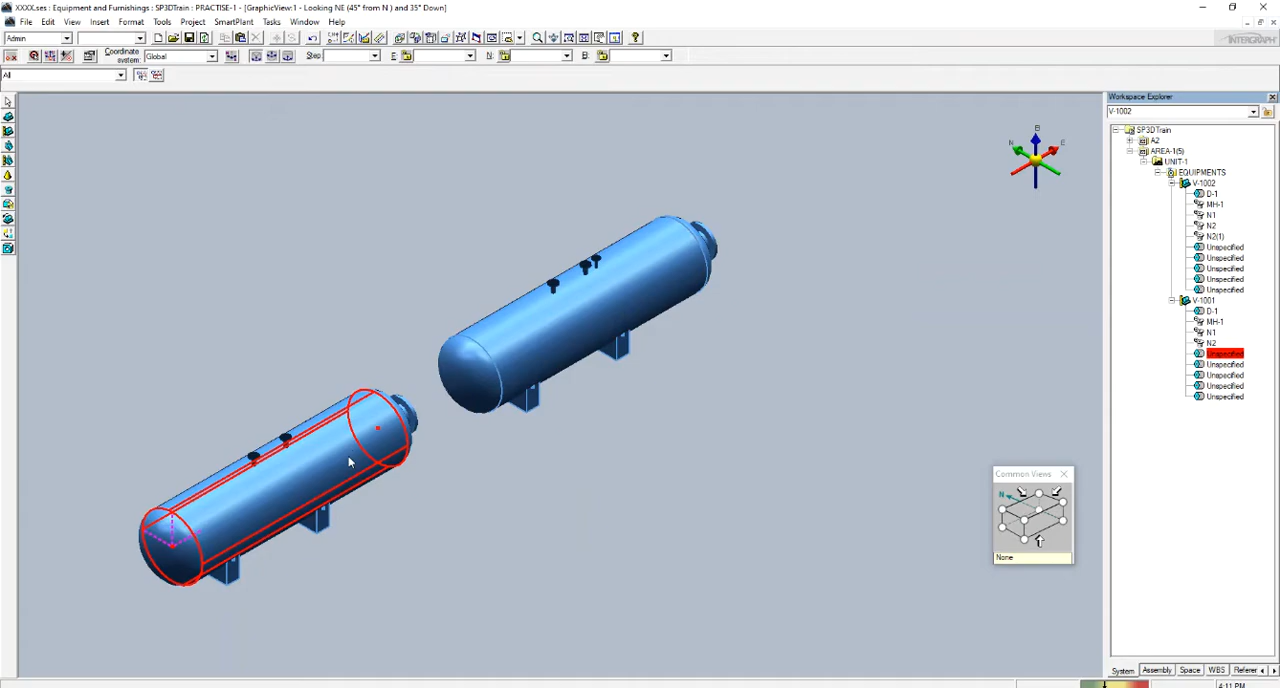 XXXX.ses : Equipment and Furnishings : SP3DTrain : PRACTISE-1 - [GraphicView:1 - Looking NE (45° from N ) and 35° Down]
File Edit View Insert Format Tools SmartPlant Tasks Window Help
Admin
INTERGRAPH
Coordinate system: Global Step E: N: B:
All
Workspace Explorer
V-1002
SP3DTrain
A2
AREA-1(5)
UNIT-1
EQUIPMENTS
V-1002
D-1
MH-1
N1
N2
N2(1)
Unspecified
Unspecified
Unspecified
Unspecified
Unspecified
V-1001
D-1
MH-1
N1
N2
Unspecified
Unspecified
Unspecified
Unspecified
Unspecified
B
N
E
Common Views
N
None
System Assembly Space WBS Referer
4:11 PM